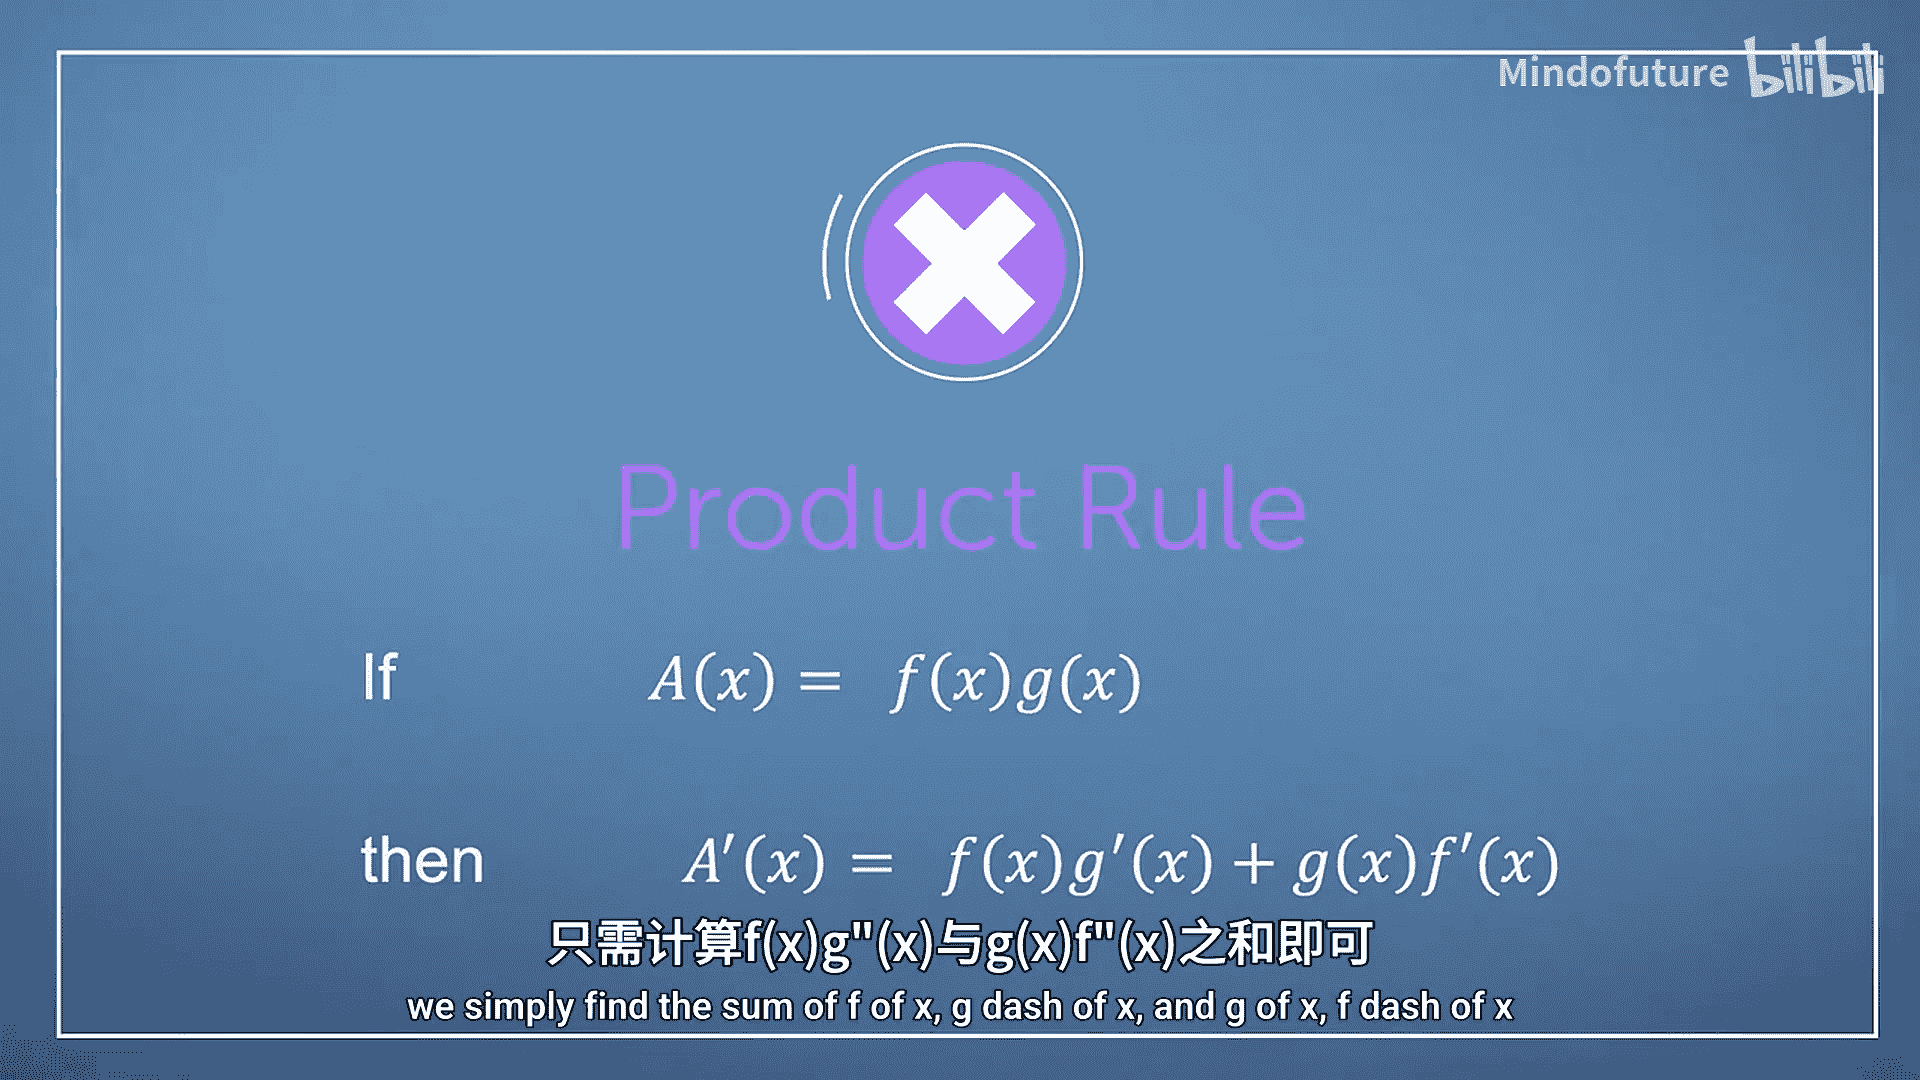 Mindofuture bilibili
Product Rule
If A(x) = f(x)g(x)
then A′(x) = f(x)g′(x) + g(x)f′(x)
只需计算f(x)g"(x)与g(x)f"(x)之和即可
we simply find the sum of f of x, g dash of x, and g of x, f dash of x